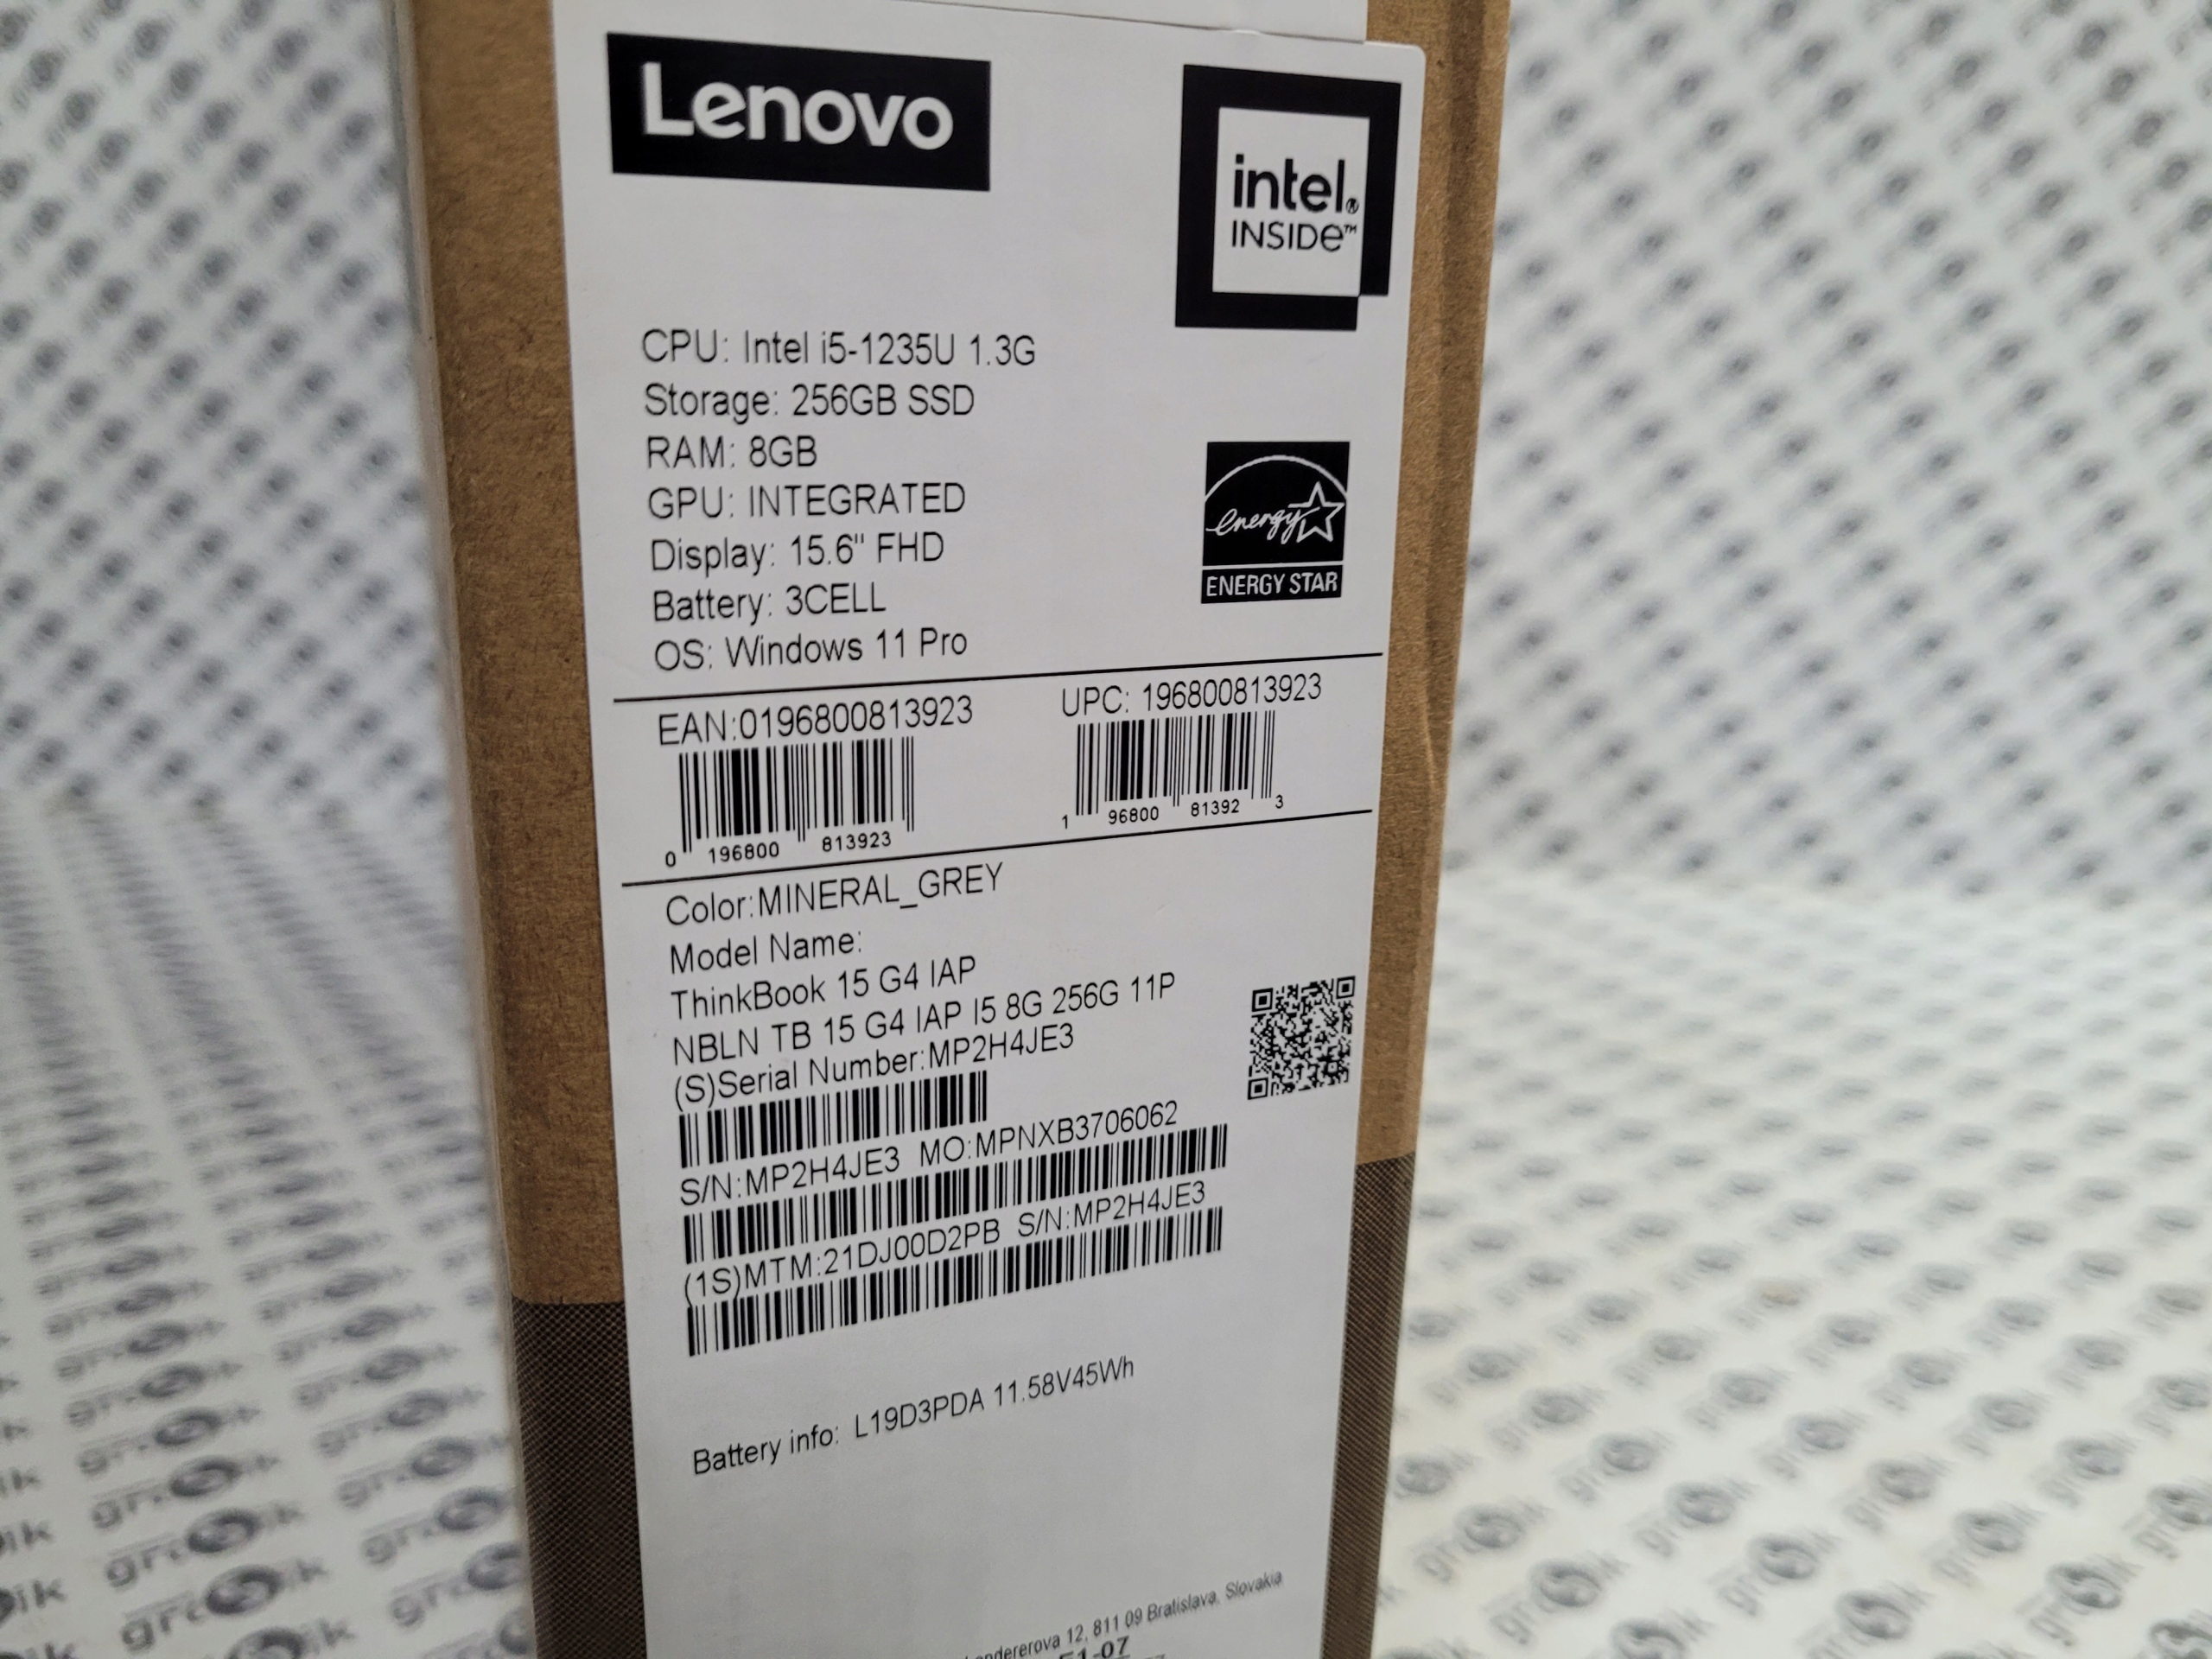 Lenovo
intel®
INSIDe™
CPU: Intel i5-1235U 1.3G
Storage: 256GB SSD
RAM: 8GB
GPU: INTEGRATED
Display: 15.6" FHD
Battery: 3CELL
OS: Windows 11 Pro
energy
ENERGY STAR
EAN:0196800813923
UPC: 196800813923
0 196800 813923
1 96800 81392 3
Color:MINERAL_GREY
Model Name:
ThinkBook 15 G4 IAP
NBLN TB 15 G4 IAP I5 8G 256G 11P
(S)Serial Number:MP2H4JE3
S/N:MP2H4JE3 MO:MPNXB3706062
(1S)MTM:21DJ00D2PB S/N:MP2H4JE3
Battery info: L19D3PDA 11.58V45Wh
12, 811 09 Bratislava, Slovakia